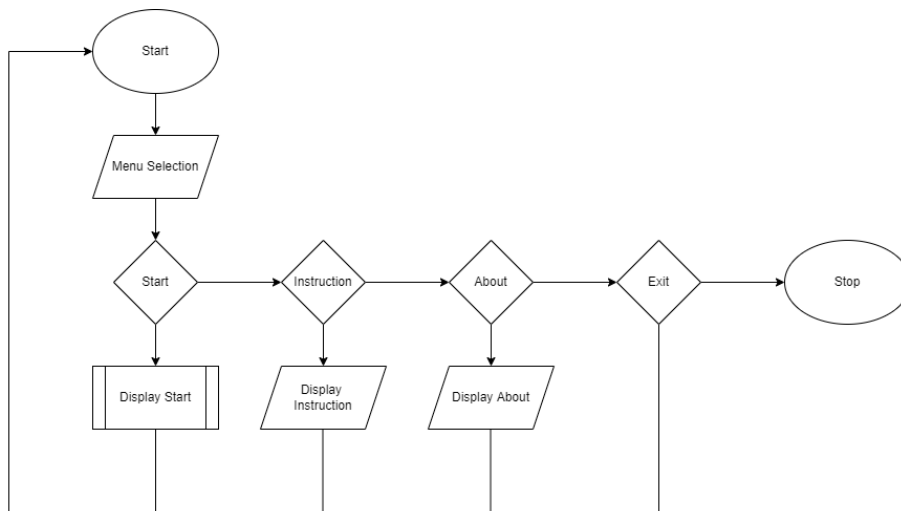 Start
Menu Selection
Start
Instruction
About
Exit
Stop
Display Start
Display
Instruction
Display About